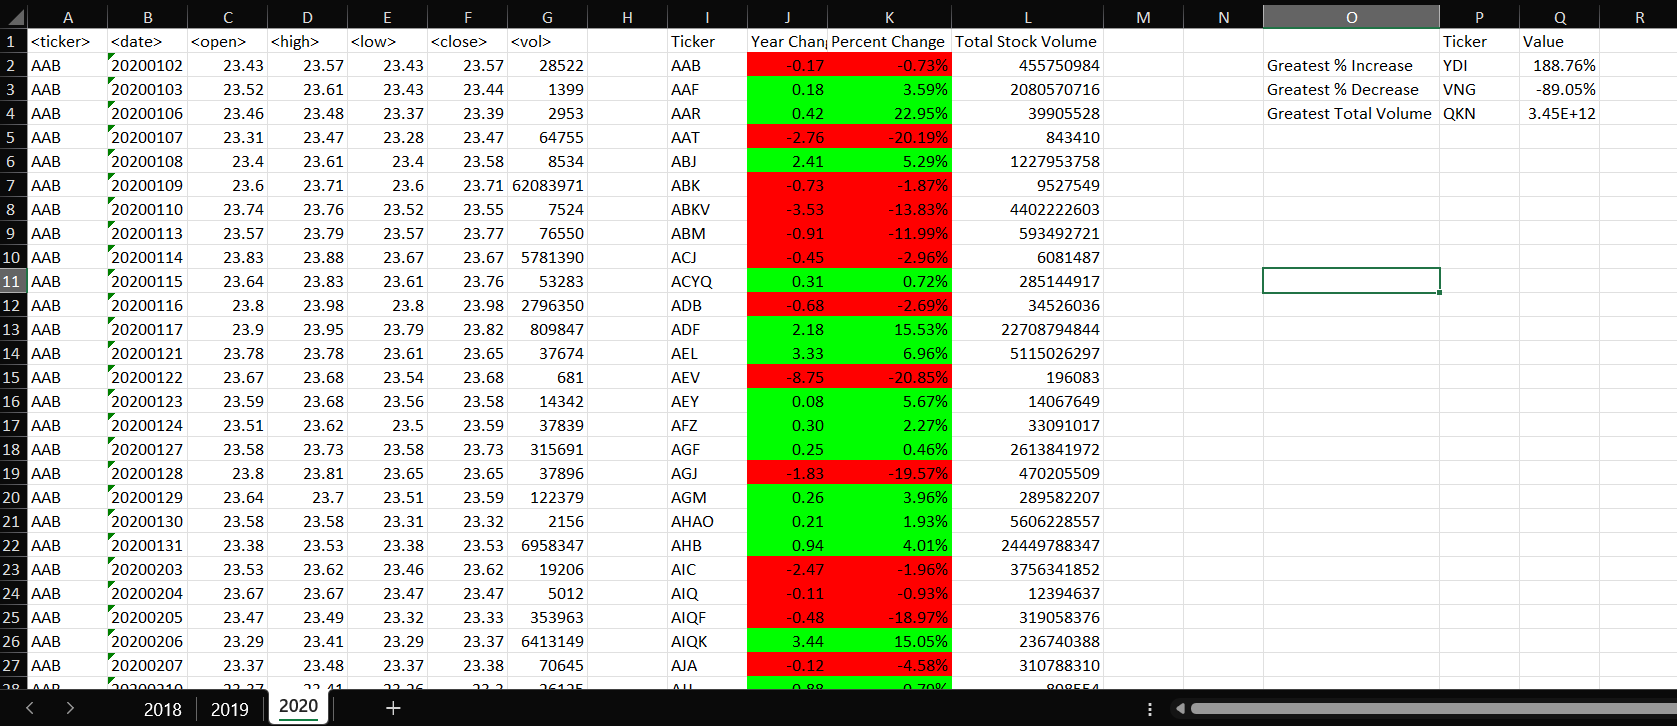 A B C D E F G H I J K L M N O P Q R
1 <ticker> <date> <open> <high> <low> <close> <vol> Ticker Year Chan Percent Change Total Stock Volume Ticker Value
2 AAB 20200102 23.43 23.57 23.43 23.57 28522 AAB -0.17 -0.73% 455750984 Greatest % Increase YDI 188.76%
3 AAB 20200103 23.52 23.61 23.43 23.44 1399 AAF 0.18 3.59% 2080570716 Greatest % Decrease VNG -89.05%
4 AAB 20200106 23.46 23.48 23.37 23.39 2953 AAR 0.42 22.95% 39905528 Greatest Total Volume QKN 3.45E+12
5 AAB 20200107 23.31 23.47 23.28 23.47 64755 AAT -2.76 -20.19% 843410
6 AAB 20200108 23.4 23.61 23.4 23.58 8534 ABJ 2.41 5.29% 1227953758
7 AAB 20200109 23.6 23.71 23.6 23.71 62083971 ABK -0.73 -1.87% 9527549
8 AAB 20200110 23.74 23.76 23.52 23.55 7524 ABKV -3.53 -13.83% 4402222603
9 AAB 20200113 23.57 23.79 23.57 23.77 76550 ABM -0.91 -11.99% 593492721
10 AAB 20200114 23.83 23.88 23.67 23.67 5781390 ACJ -0.45 -2.96% 6081487
11 AAB 20200115 23.64 23.83 23.61 23.76 53283 ACYQ 0.31 0.72% 285144917
12 AAB 20200116 23.8 23.98 23.8 23.98 2796350 ADB -0.68 -2.69% 34526036
13 AAB 20200117 23.9 23.95 23.79 23.82 809847 ADF 2.18 15.53% 22708794844
14 AAB 20200121 23.78 23.78 23.61 23.65 37674 AEL 3.33 6.96% 5115026297
15 AAB 20200122 23.67 23.68 23.54 23.68 681 AEV -8.75 -20.85% 196083
16 AAB 20200123 23.59 23.68 23.56 23.58 14342 AEY 0.08 5.67% 14067649
17 AAB 20200124 23.51 23.62 23.5 23.59 37839 AFZ 0.30 2.27% 33091017
18 AAB 20200127 23.58 23.73 23.58 23.73 315691 AGF 0.25 0.46% 2613841972
19 AAB 20200128 23.8 23.81 23.65 23.65 37896 AGJ -1.83 -19.57% 470205509
20 AAB 20200129 23.64 23.7 23.51 23.59 122379 AGM 0.26 3.96% 289582207
21 AAB 20200130 23.58 23.58 23.31 23.32 2156 AHAO 0.21 1.93% 5606228557
22 AAB 20200131 23.38 23.53 23.38 23.53 6958347 AHB 0.94 4.01% 24449788347
23 AAB 20200203 23.53 23.62 23.46 23.62 19206 AIC -2.47 -1.96% 3756341852
24 AAB 20200204 23.67 23.67 23.47 23.47 5012 AIQ -0.11 -0.93% 12394637
25 AAB 20200205 23.47 23.49 23.32 23.33 353963 AIQF -0.48 -18.97% 319058376
26 AAB 20200206 23.29 23.41 23.29 23.37 6413149 AIQK 3.44 15.05% 236740388
27 AAB 20200207 23.37 23.48 23.37 23.38 70645 AJA -0.12 -4.58% 310788310
28 AAB 20200210
2018 2019 2020